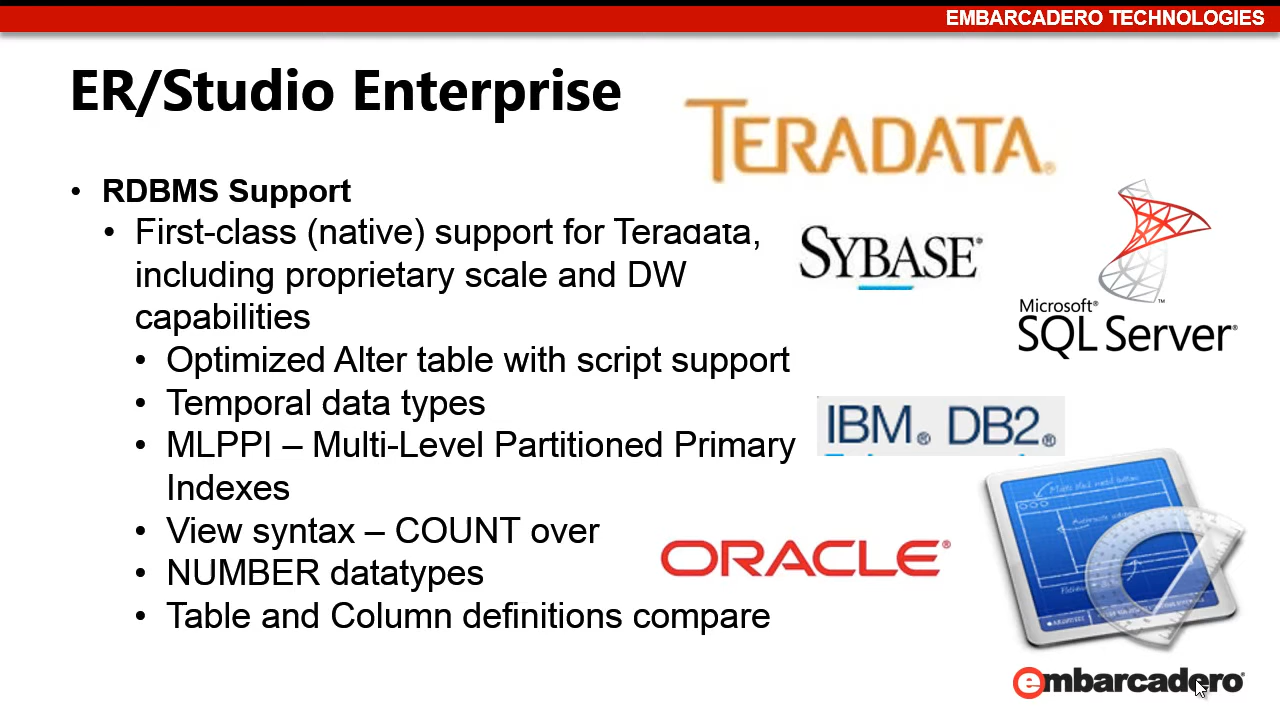 EMBARCADERO TECHNOLOGIES
ER/Studio Enterprise
TERADATA®
• RDBMS Support
• First-class (native) support for Teradata,
including proprietary scale and DW
capabilities
• Optimized Alter table with script support
• Temporal data types
• MLPPI – Multi-Level Partitioned Primary
Indexes
• View syntax – COUNT over
• NUMBER datatypes
• Table and Column definitions compare
SYBASE®
™
Microsoft®
SQL Server®
IBM® DB2®
ORACLE®
embarcadero®